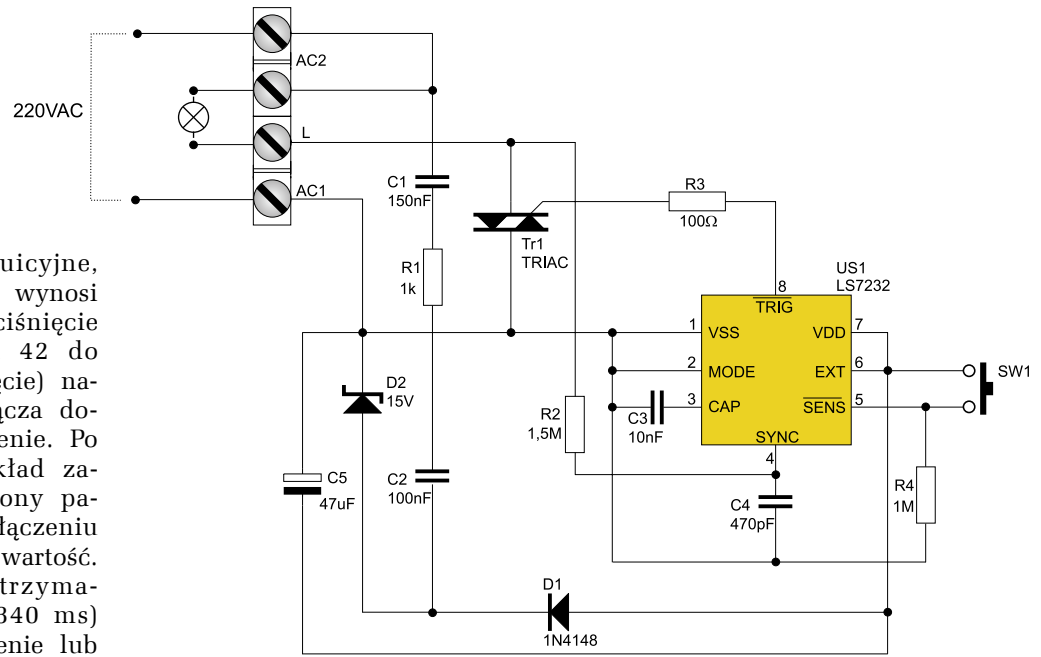 uicyjne,
wynosi
ciśnięcie
42 do
ęcie) na-
ącza do-
enie. Po
kład za-
ony pa-
łączeniu
wartość.
trzyma-
340 ms)
enie lub
220VAC
AC2
L
AC1
C1
150nF
R1
1k
Tr1
TRIAC
R3
100Ω
US1
LS7232
8
TRIG
1 VSS VDD 7
2 MODE EXT 6
3 CAP SENS 5
SYNC
4
SW1
D2
15V
R2
1,5M
C3
10nF
C5
47uF
C2
100nF
C4
470pF
R4
1M
D1
1N4148